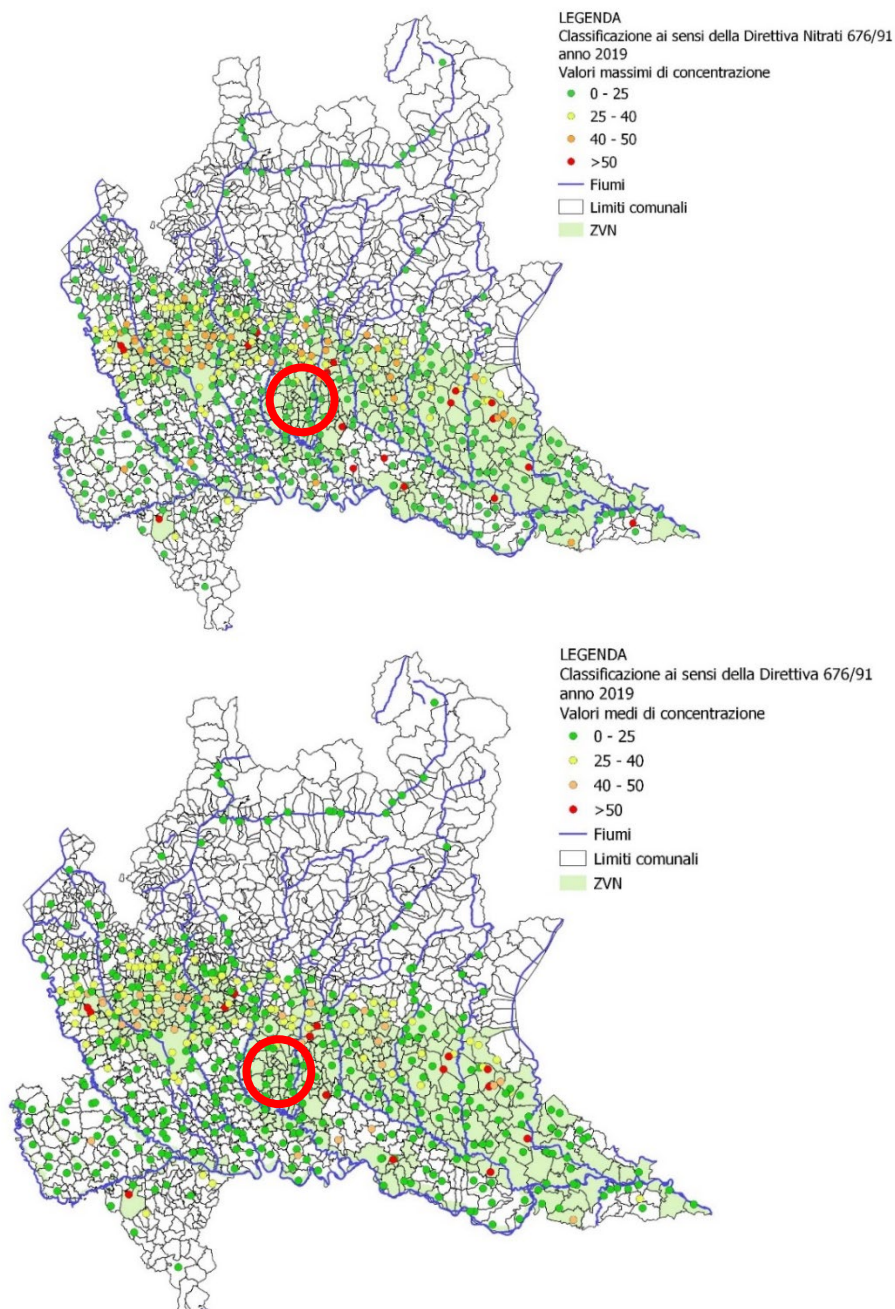 LEGENDA
Classificazione ai sensi della Direttiva Nitrati 676/91
anno 2019
Valori massimi di concentrazione
0 - 25
25 - 40
40 - 50
>50
Fiumi
Limiti comunali
ZVN
LEGENDA
Classificazione ai sensi della Direttiva 676/91
anno 2019
Valori medi di concentrazione
0 - 25
25 - 40
40 - 50
>50
Fiumi
Limiti comunali
ZVN